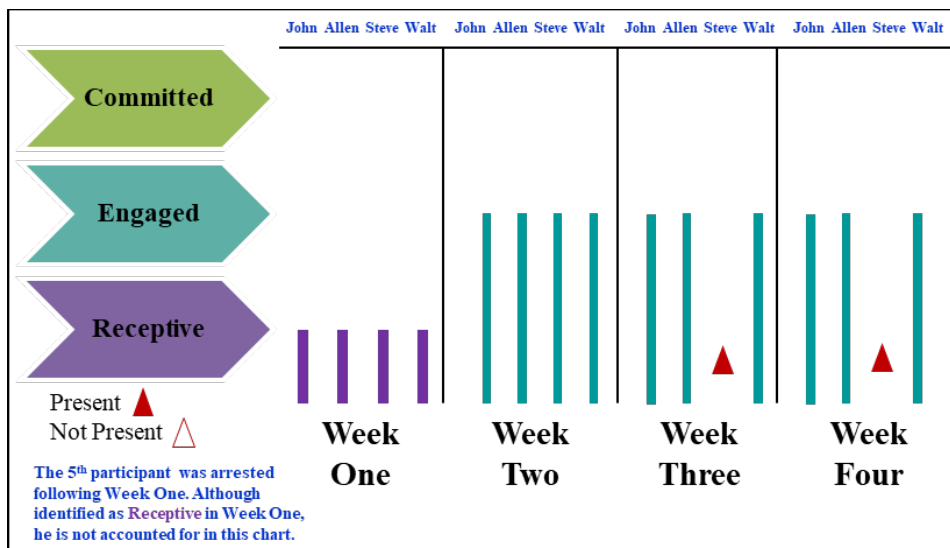 John Allen Steve Walt John Allen Steve Walt John Allen Steve Walt John Allen Steve Walt
Committed
Engaged
Receptive
Present
Not Present
Week
One
Week
Two
Week
Three
Week
Four
The 5th participant was arrested
following Week One. Although
identified as Receptive in Week One,
he is not accounted for in this chart.